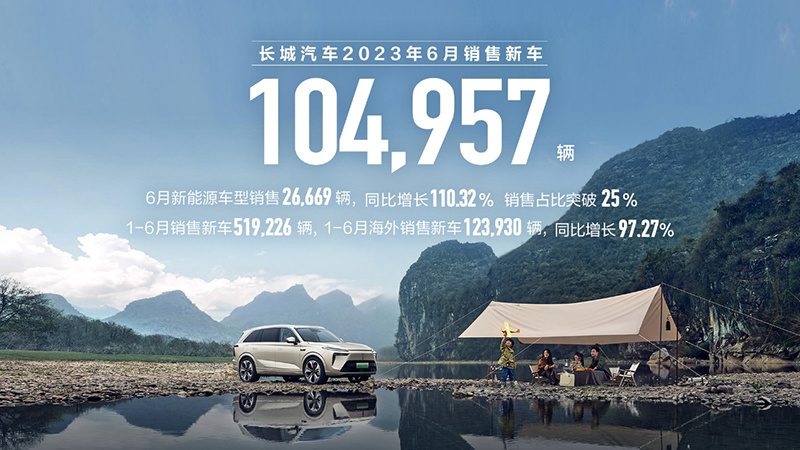 长城汽车2023年6月销售新车
104,957 辆
6月新能源车型销售26,669辆，同比增长110.32% 销售占比突破25%
1-6月销售新车519,226辆，1-6月海外销售新车123,930辆，同比增长97.27%